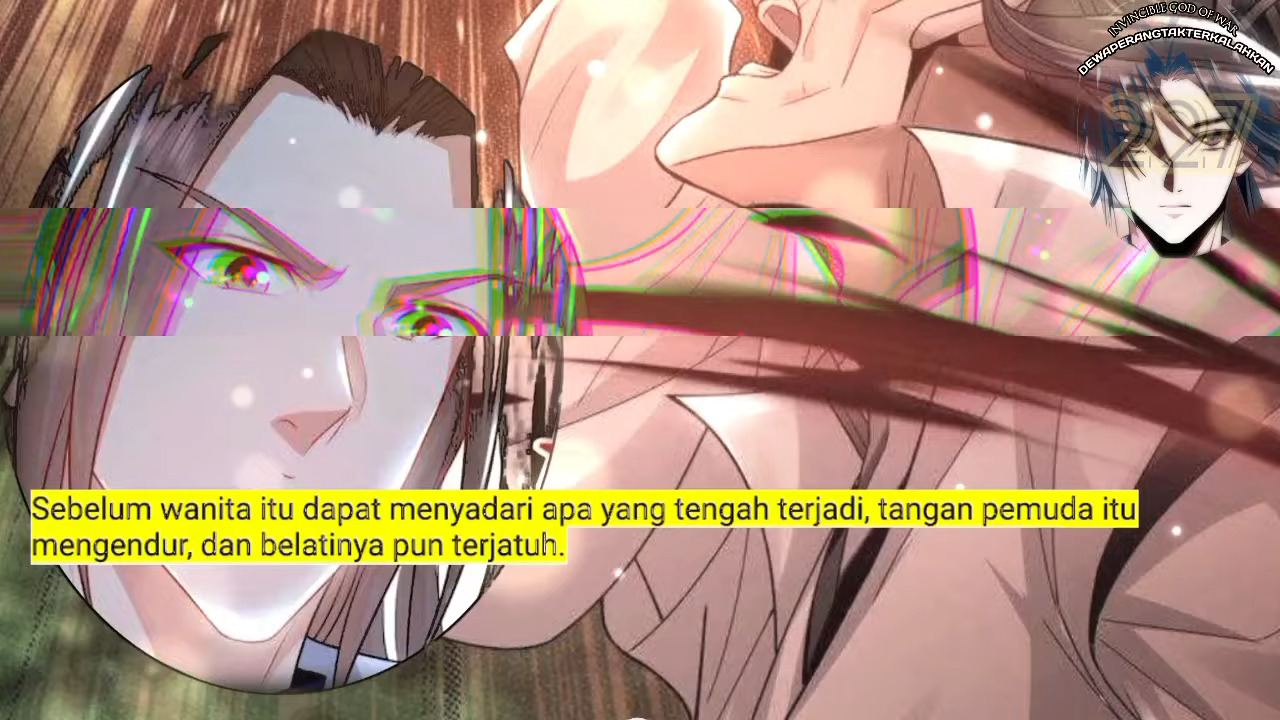 INVINCIBLE GOD OF WAR
DEWAPERANGTAKTERKALAHKAN
227
Sebelum wanita itu dapat menyadari apa yang tengah terjadi, tangan pemuda itu
mengendur, dan belatinya pun terjatuh.